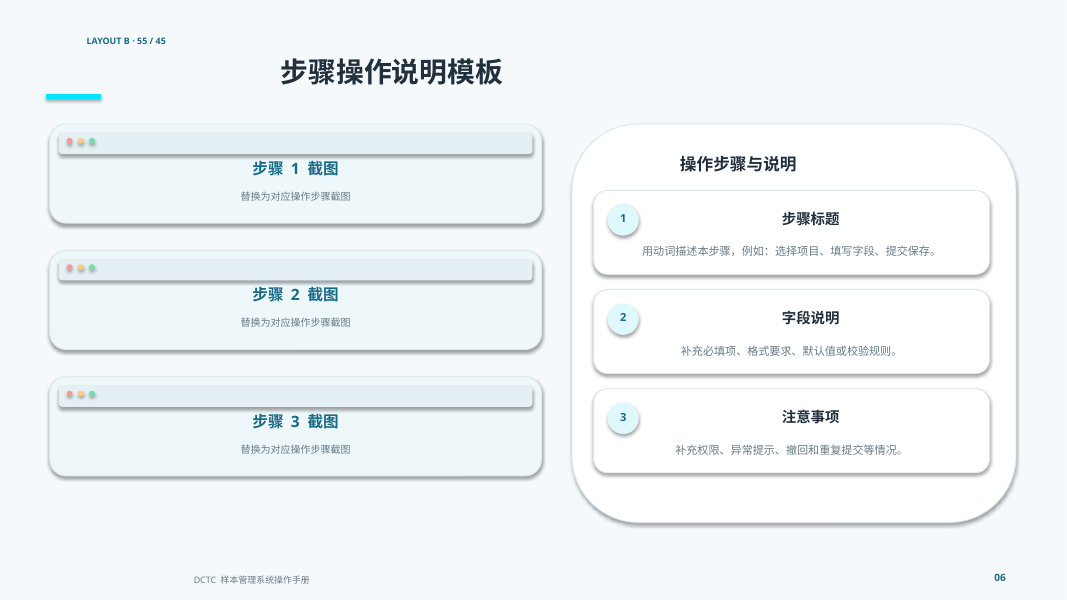 LAYOUT B · 55 / 45
步骤操作说明模板
步骤 1 截图
替换为对应操作步骤截图
步骤 2 截图
替换为对应操作步骤截图
步骤 3 截图
替换为对应操作步骤截图
操作步骤与说明
1
步骤标题
用动词描述本步骤，例如：选择项目、填写字段、提交保存。
2
字段说明
补充必填项、格式要求、默认值或校验规则。
3
注意事项
补充权限、异常提示、撤回和重复提交等情况。
DCTC 样本管理系统操作手册
06